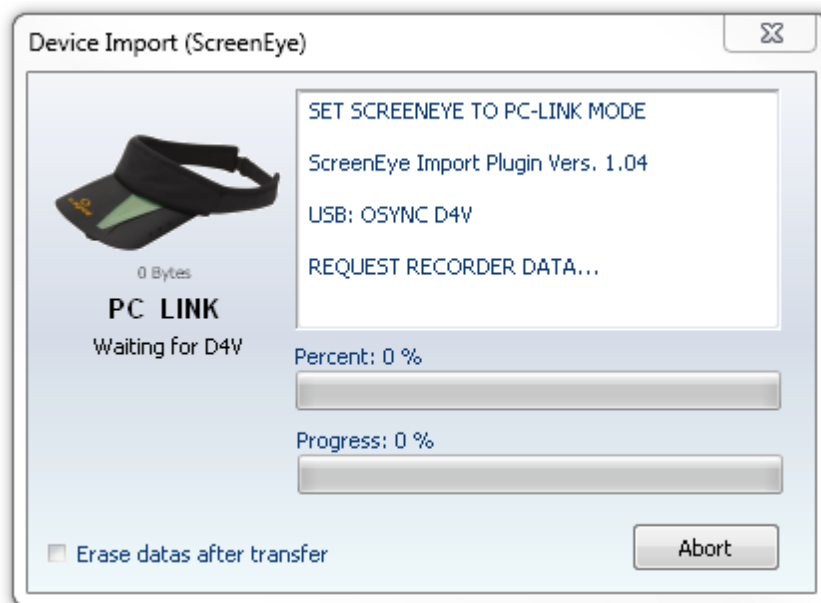 Device Import (ScreenEye)
SET SCREENEYE TO PC-LINK MODE
ScreenEye Import Plugin Vers. 1.04
USB: OSYNC D4V
REQUEST RECORDER DATA...
0 Bytes
PC LINK
Waiting for D4V
Percent: 0 %
Progress: 0 %
Erase datas after transfer
Abort